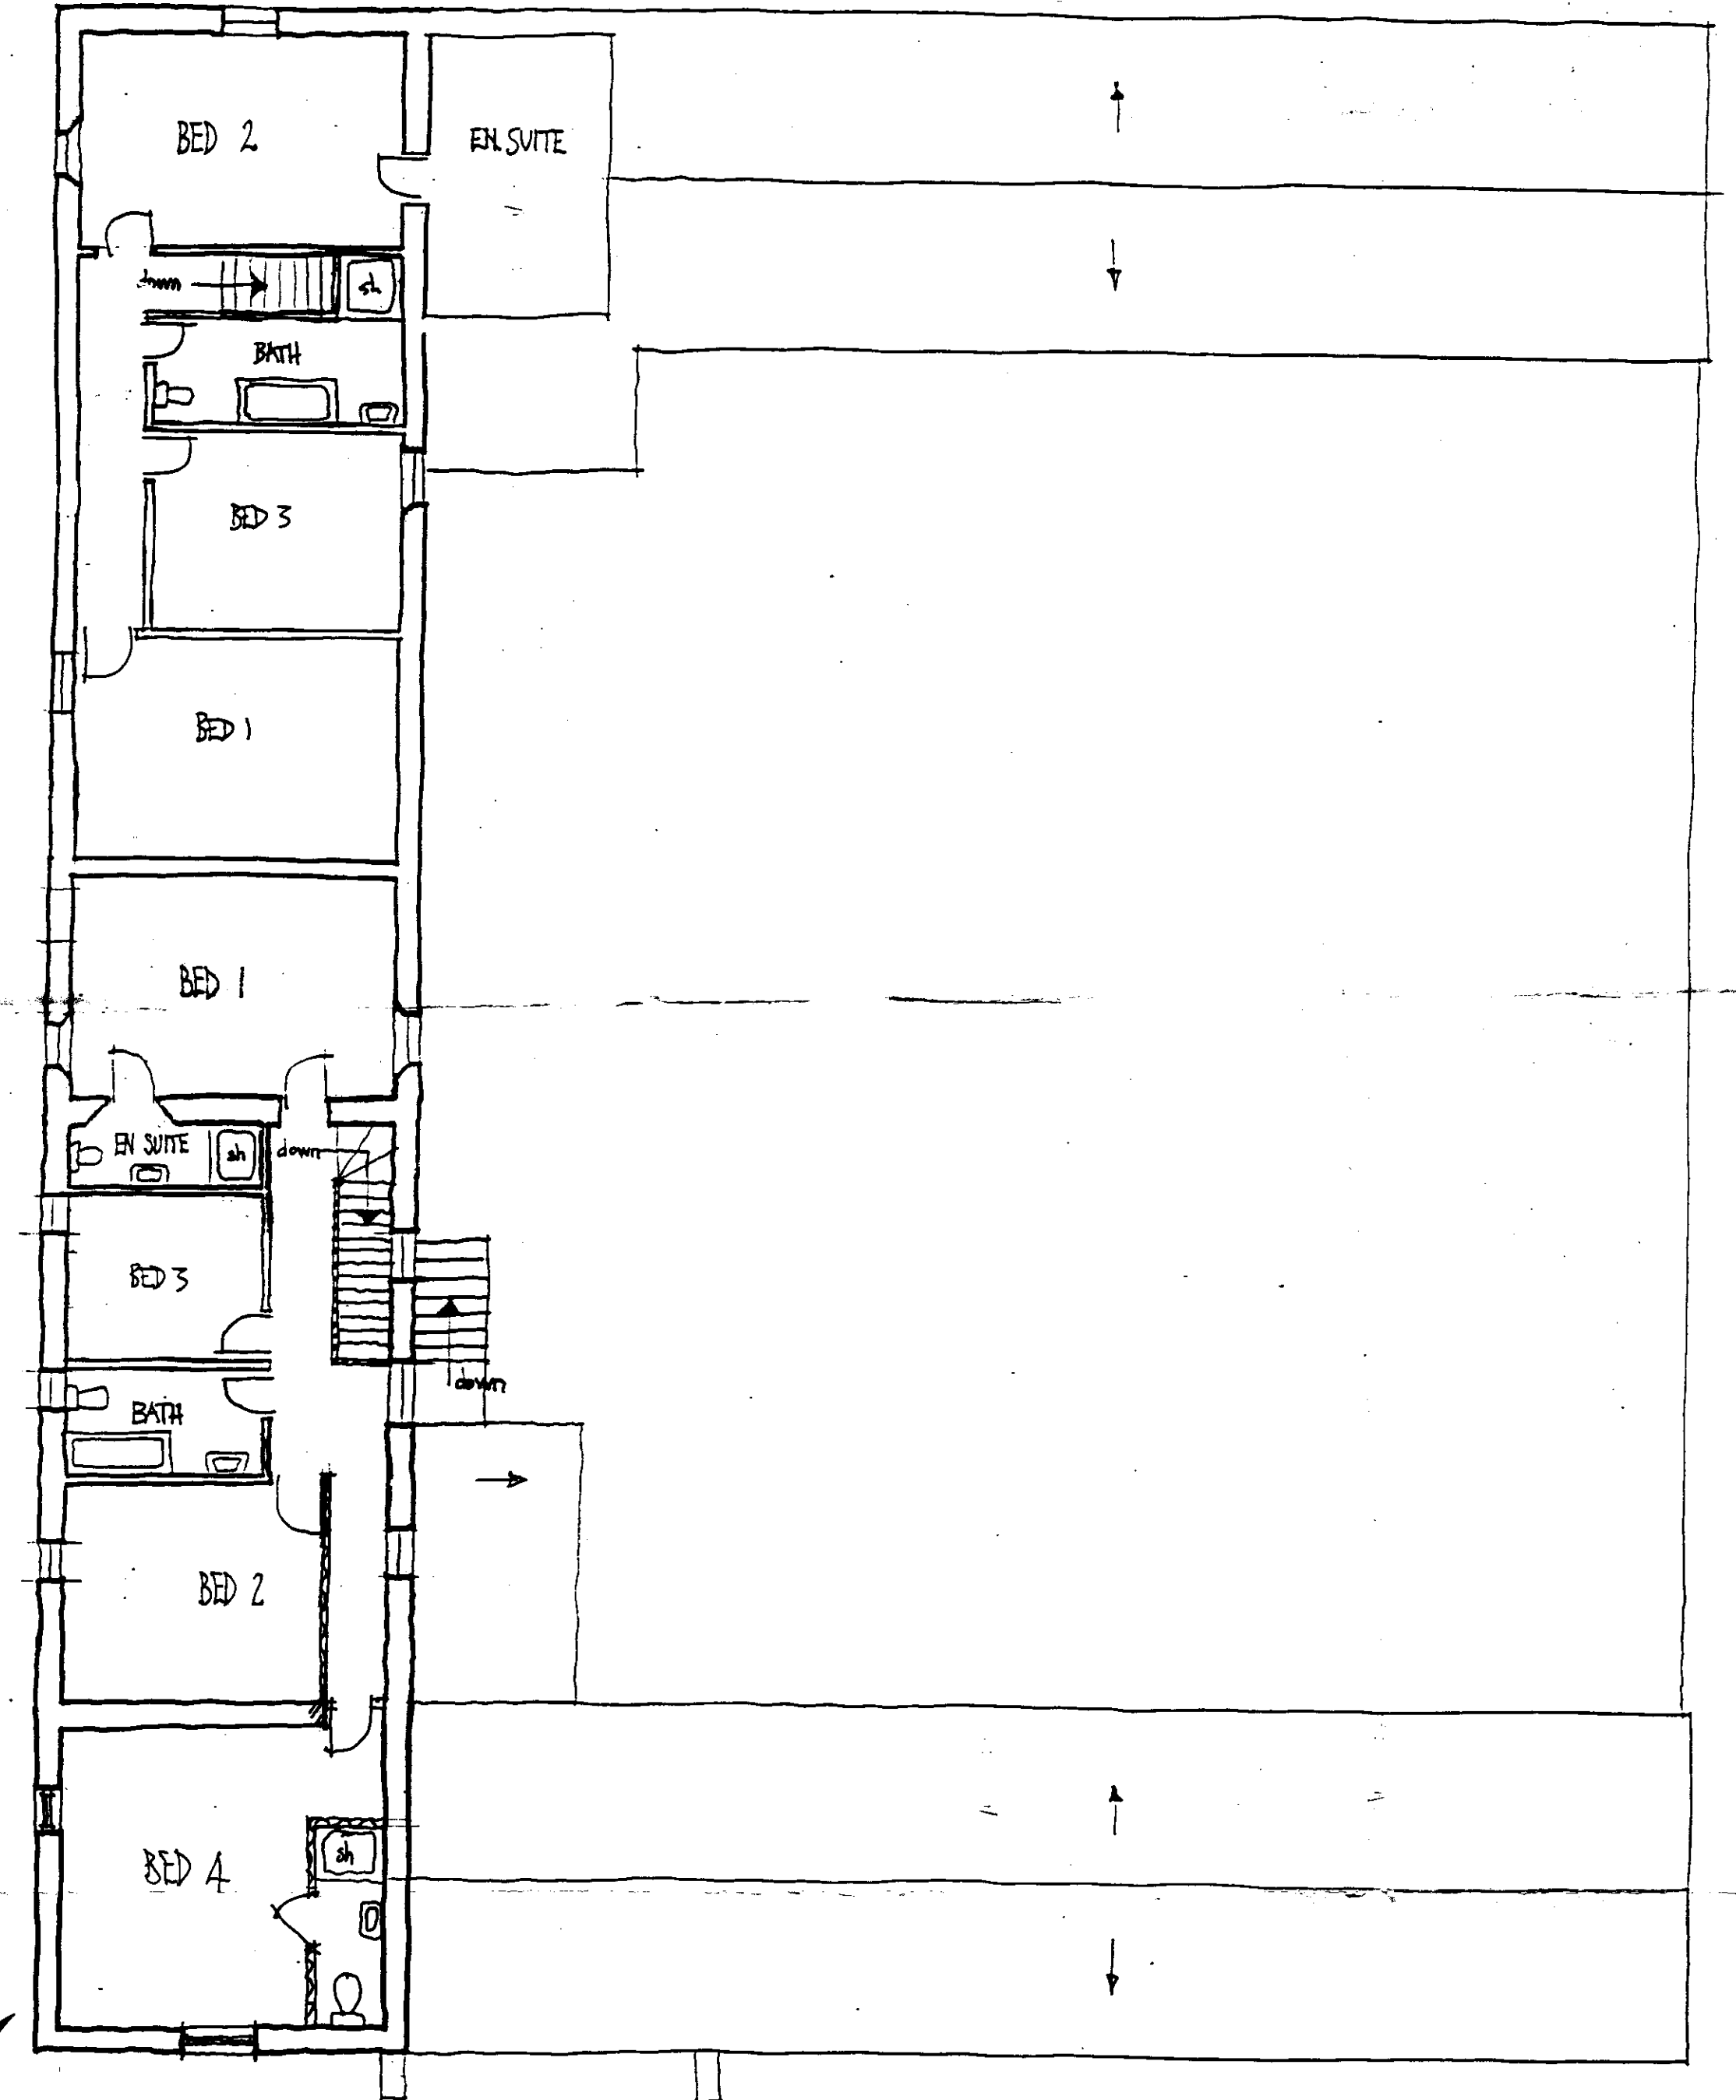 BED 2
EN. SUITE
down
sh
BATH
BED 3
BED 1
BED 1
EN SUITE
sh
down
BED 3
down
BATH
BED 2
sh
BED 4